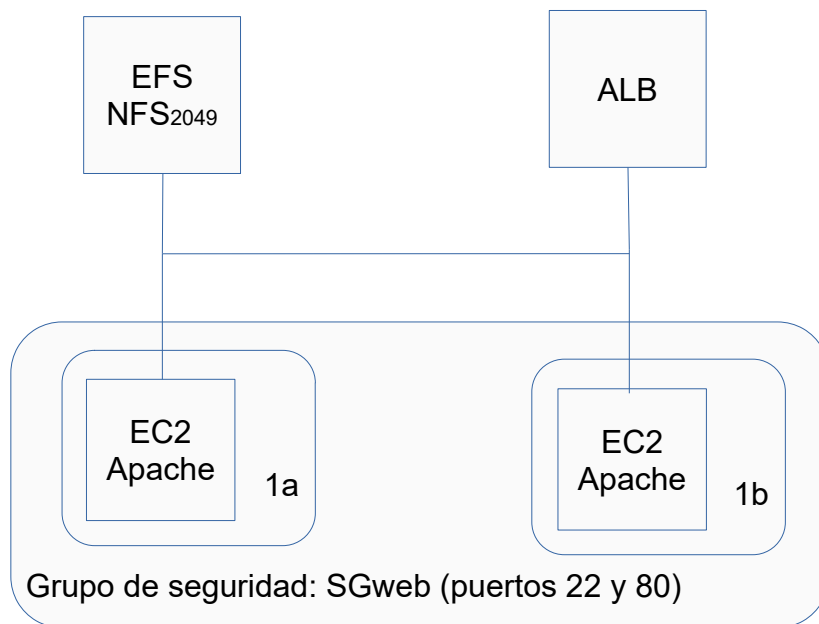 EFS
NFS2049
ALB
EC2
Apache
1a
EC2
Apache
1b
Grupo de seguridad: SGweb (puertos 22 y 80)